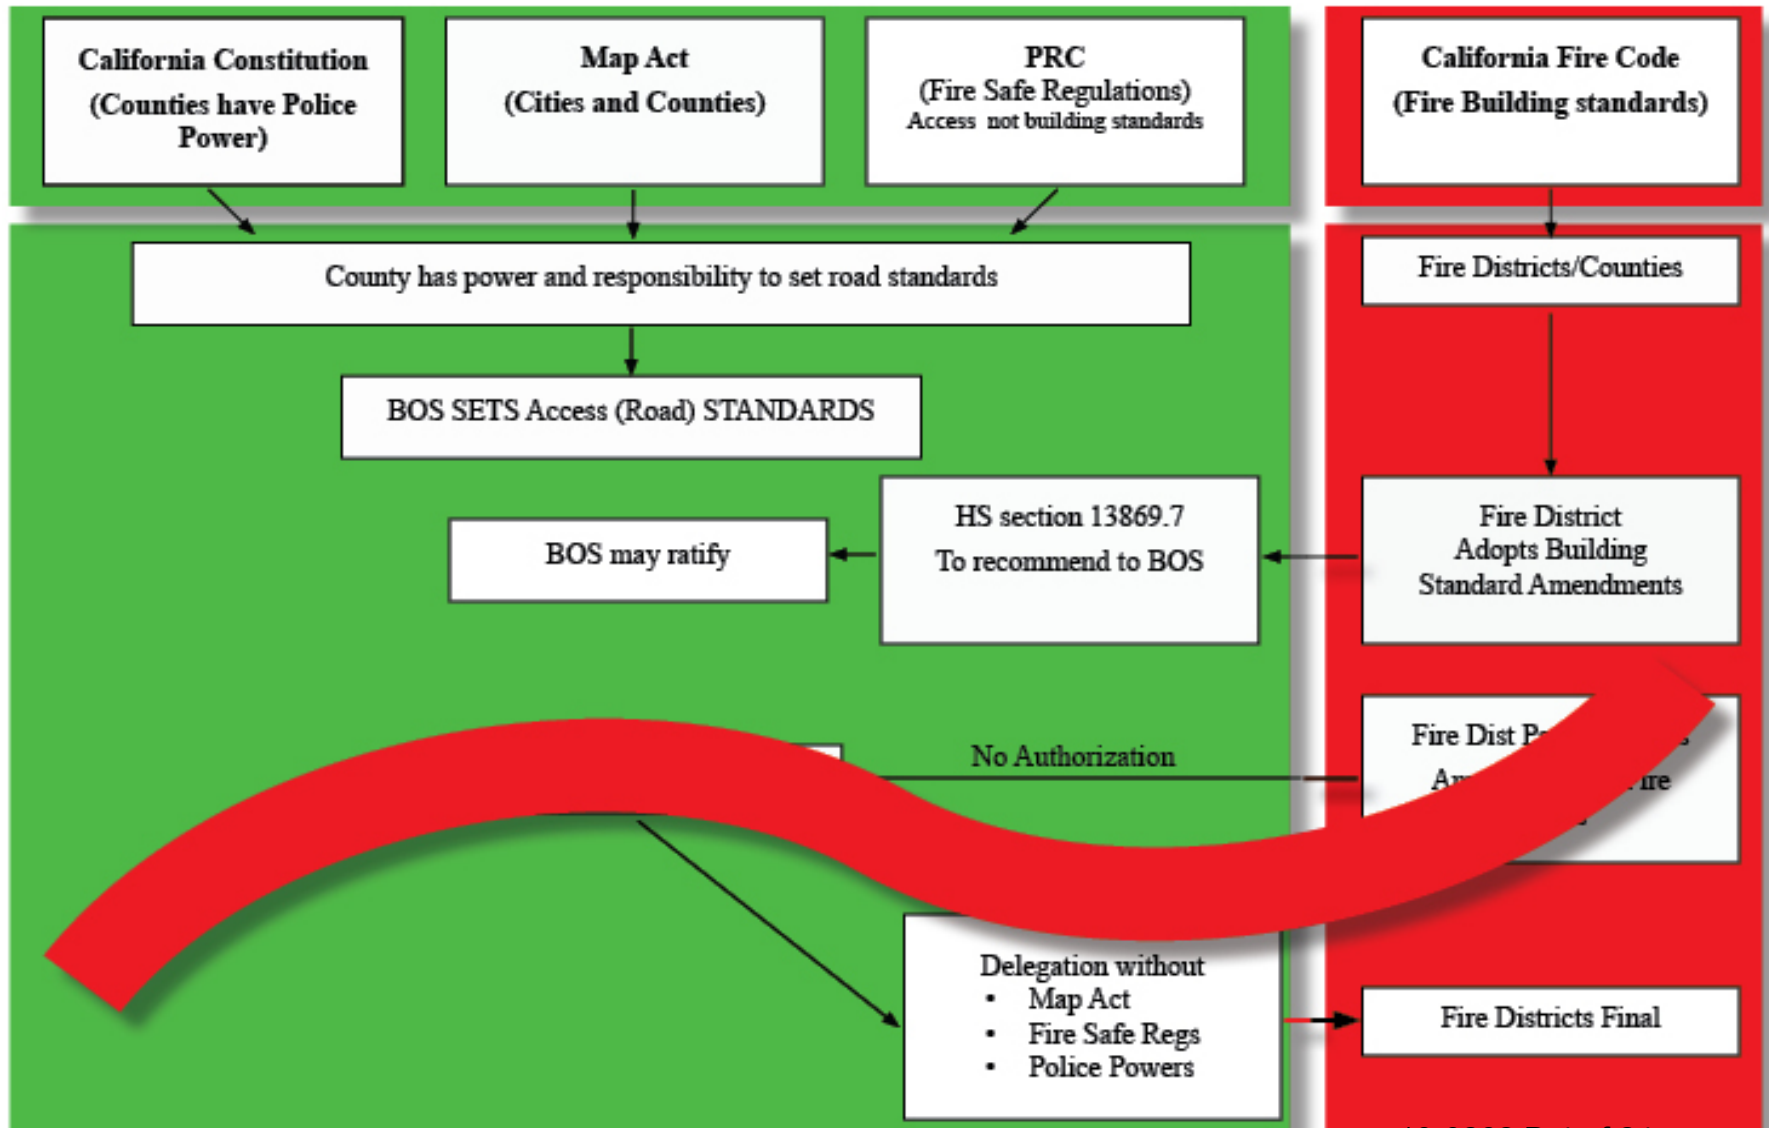 California Constitution
(Counties have Police
Power)
Map Act
(Cities and Counties)
PRC
(Fire Safe Regulations)
Access not building standards
California Fire Code
(Fire Building standards)
County has power and responsibility to set road standards
Fire Districts/Counties
BOS SETS Access (Road) STANDARDS
BOS may ratify
HS section 13869.7
To recommend to BOS
Fire District
Adopts Building
Standard Amendments
No Authorization
Fire Dist
Delegation without
• Map Act
• Fire Safe Regs
• Police Powers
Fire Districts Final